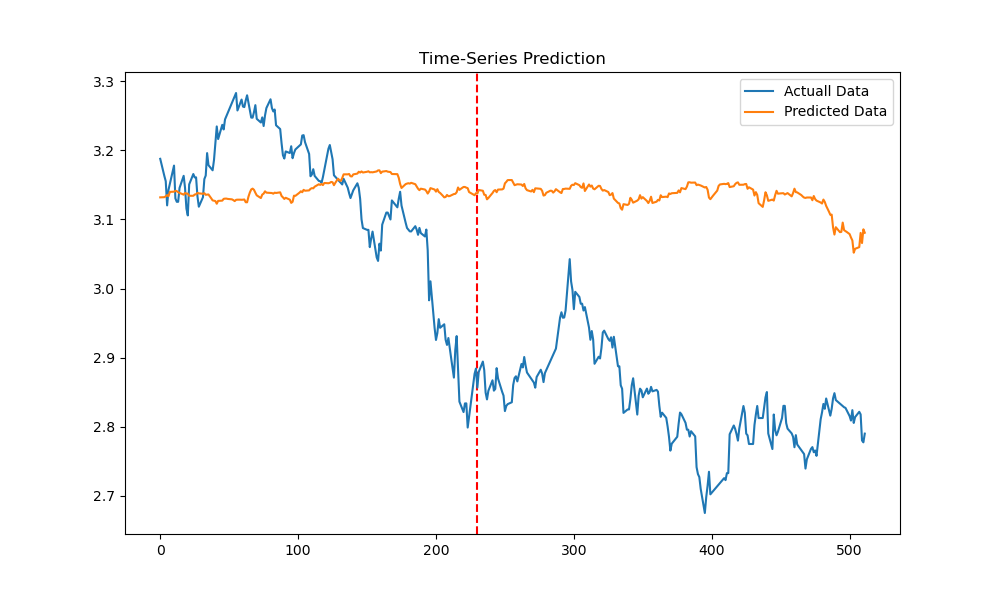 Time-Series Prediction
Actuall Data
Predicted Data
3.3
3.2
3.1
3.0
2.9
2.8
2.7
0 100 200 300 400 500